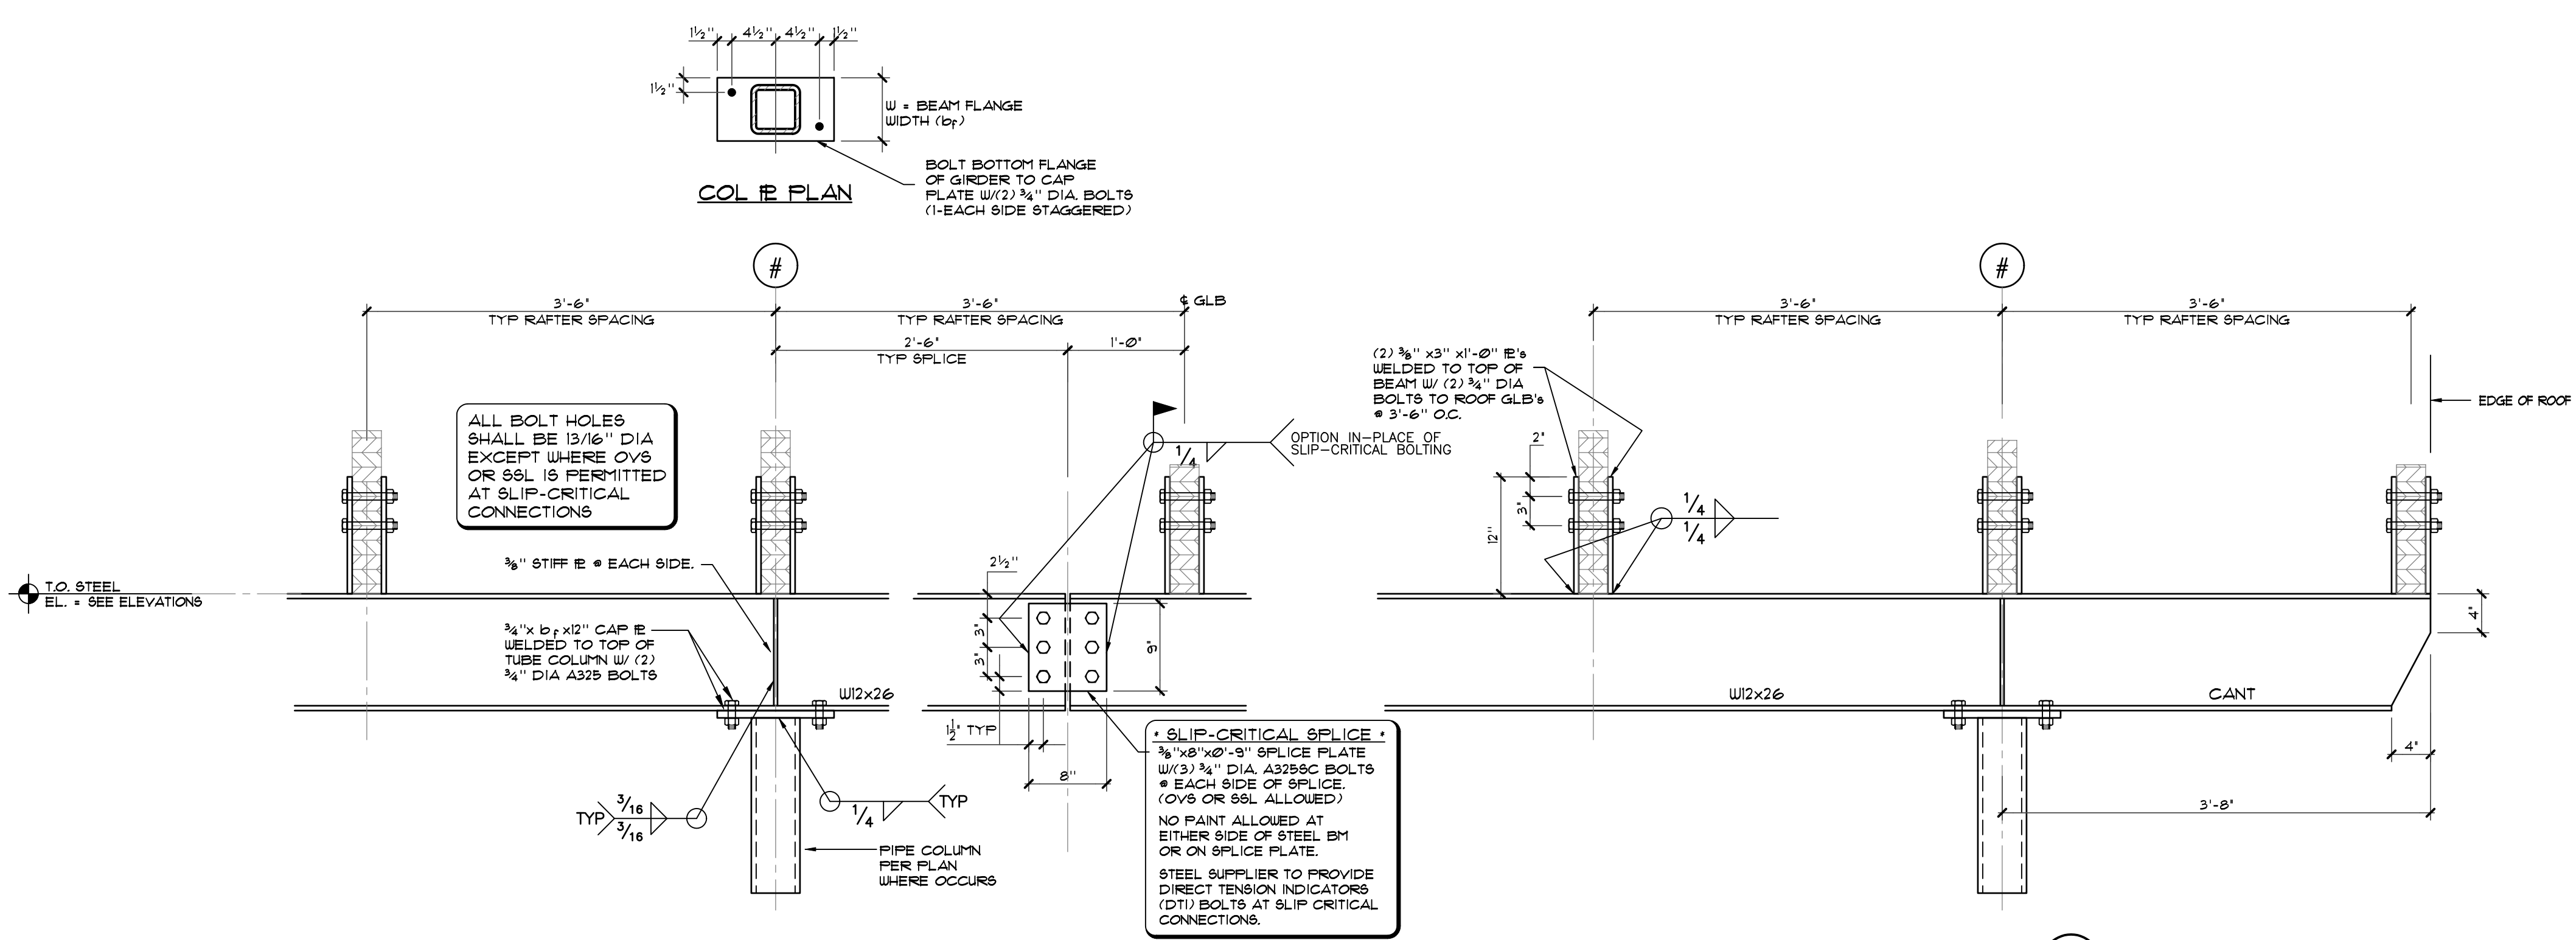 1½" 4½" 4½" 1½"
1½"
W = BEAM FLANGE
WIDTH (bf)
BOLT BOTTOM FLANGE
OF GIRDER TO CAP
PLATE W/(2) ¾" DIA. BOLTS
(1-EACH SIDE STAGGERED)
COL PL PLAN
#
#
3'-6"
TYP RAFTER SPACING
3'-6"
TYP RAFTER SPACING
℄ GLB
2'-6"
TYP SPLICE
1'-0"
3'-6"
TYP RAFTER SPACING
3'-6"
TYP RAFTER SPACING
(2) ⅜" x3" x1'-0" PL's
WELDED TO TOP OF
BEAM W/ (2) ¾" DIA
BOLTS TO ROOF GLB's
@ 3'-6" O.C.
EDGE OF ROOF
ALL BOLT HOLES
SHALL BE 13/16" DIA
EXCEPT WHERE OVS
OR SSL IS PERMITTED
AT SLIP-CRITICAL
CONNECTIONS
1/4
OPTION IN-PLACE OF
SLIP-CRITICAL BOLTING
2"
3"
12"
1/4
1/4
⅜" STIFF PL @ EACH SIDE.
2½"
3"
3"
9"
T.O. STEEL
EL. = SEE ELEVATIONS
¾"x bf x12" CAP PL
WELDED TO TOP OF
TUBE COLUMN W/ (2)
¾" DIA A325 BOLTS
W12x26
W12x26
CANT
4"
4"
1½" TYP
8"
3'-8"
TYP 3/16
3/16
1/4 TYP
PIPE COLUMN
PER PLAN
WHERE OCCURS
* SLIP-CRITICAL SPLICE *
⅜"x8"x0'-9" SPLICE PLATE
W/(3) ¾" DIA. A325SC BOLTS
@ EACH SIDE OF SPLICE.
(OVS OR SSL ALLOWED)
NO PAINT ALLOWED AT
EITHER SIDE OF STEEL BM
OR ON SPLICE PLATE.
STEEL SUPPLIER TO PROVIDE
DIRECT TENSION INDICATORS
(DTI) BOLTS AT SLIP CRITICAL
CONNECTIONS.